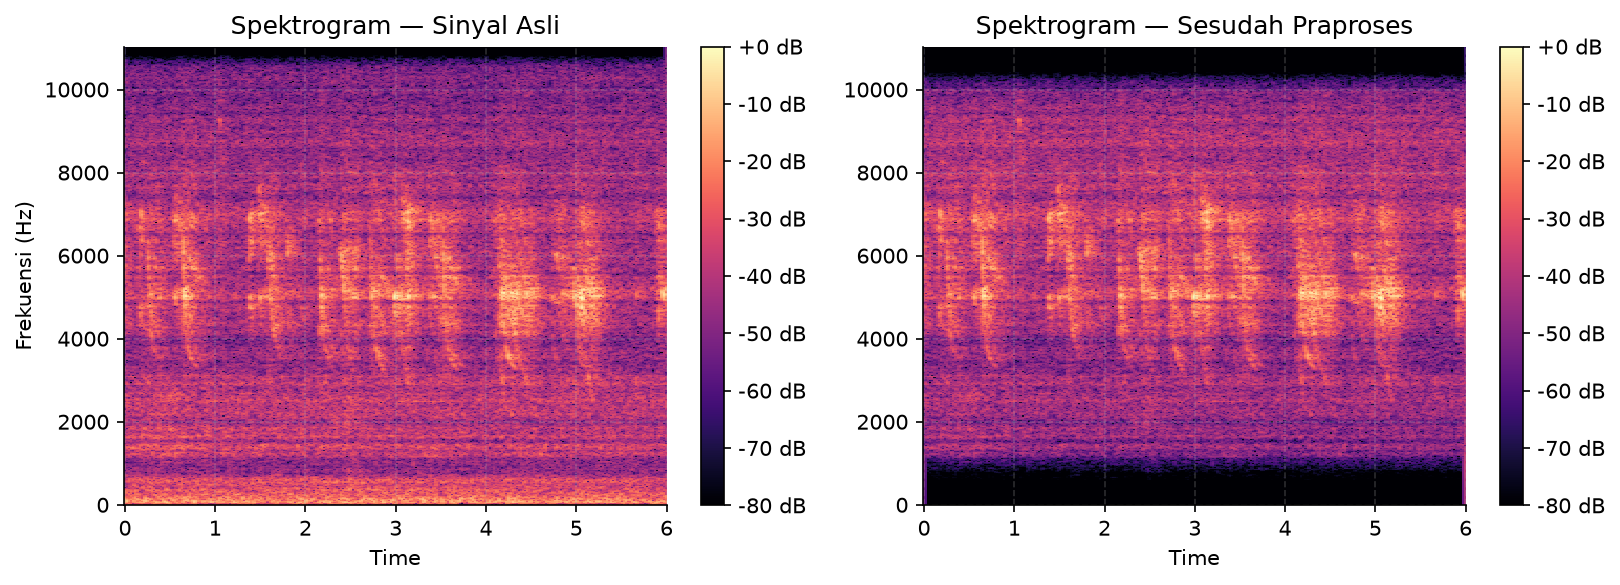 Spektrogram — Sinyal Asli
10000
8000
6000
4000
2000
0
Frekuensi (Hz)
0 1 2 3 4 5 6
Time
+0 dB
-10 dB
-20 dB
-30 dB
-40 dB
-50 dB
-60 dB
-70 dB
-80 dB
Spektrogram — Sesudah Praproses
10000
8000
6000
4000
2000
0
0 1 2 3 4 5 6
Time
+0 dB
-10 dB
-20 dB
-30 dB
-40 dB
-50 dB
-60 dB
-70 dB
-80 dB